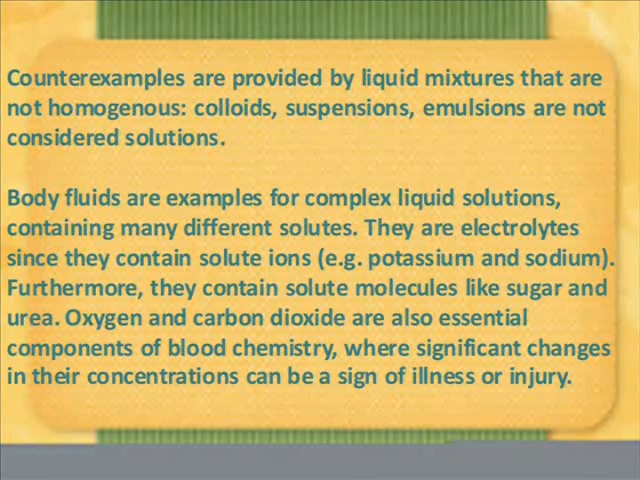 Counterexamples are provided by liquid mixtures that are
not homogenous: colloids, suspensions, emulsions are not
considered solutions.
Body fluids are examples for complex liquid solutions,
containing many different solutes. They are electrolytes
since they contain solute ions (e.g. potassium and sodium).
Furthermore, they contain solute molecules like sugar and
urea. Oxygen and carbon dioxide are also essential
components of blood chemistry, where significant changes
in their concentrations can be a sign of illness or injury.